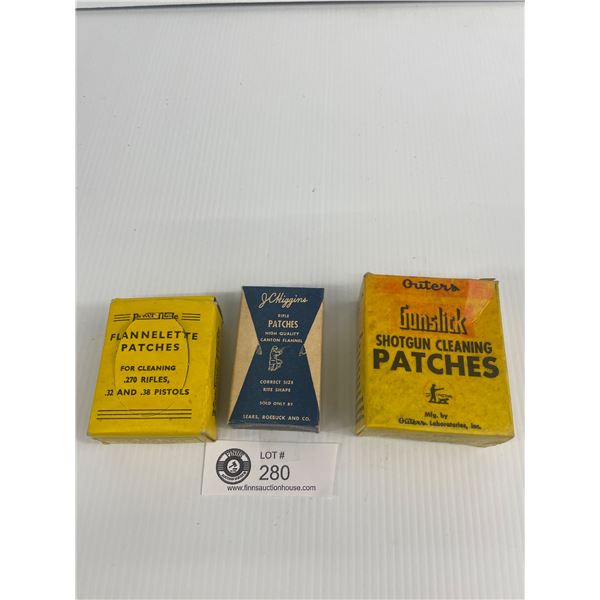 FLANNELETTE
PATCHES
FOR CLEANING
.270 RIFLES,
.32 AND .38 PISTOLS
J.C.Higgins
RIFLE
PATCHES
HIGH QUALITY
CANTON FLANNEL
CORRECT SIZE
RITE SHAPE
SOLD ONLY BY
SEARS, ROEBUCK AND CO.
Outers
Gunslick
SHOTGUN CLEANING
PATCHES
Mfg. by
Outers Laboratories, Inc.
LOT #
280
www.finnsauctionhouse.com